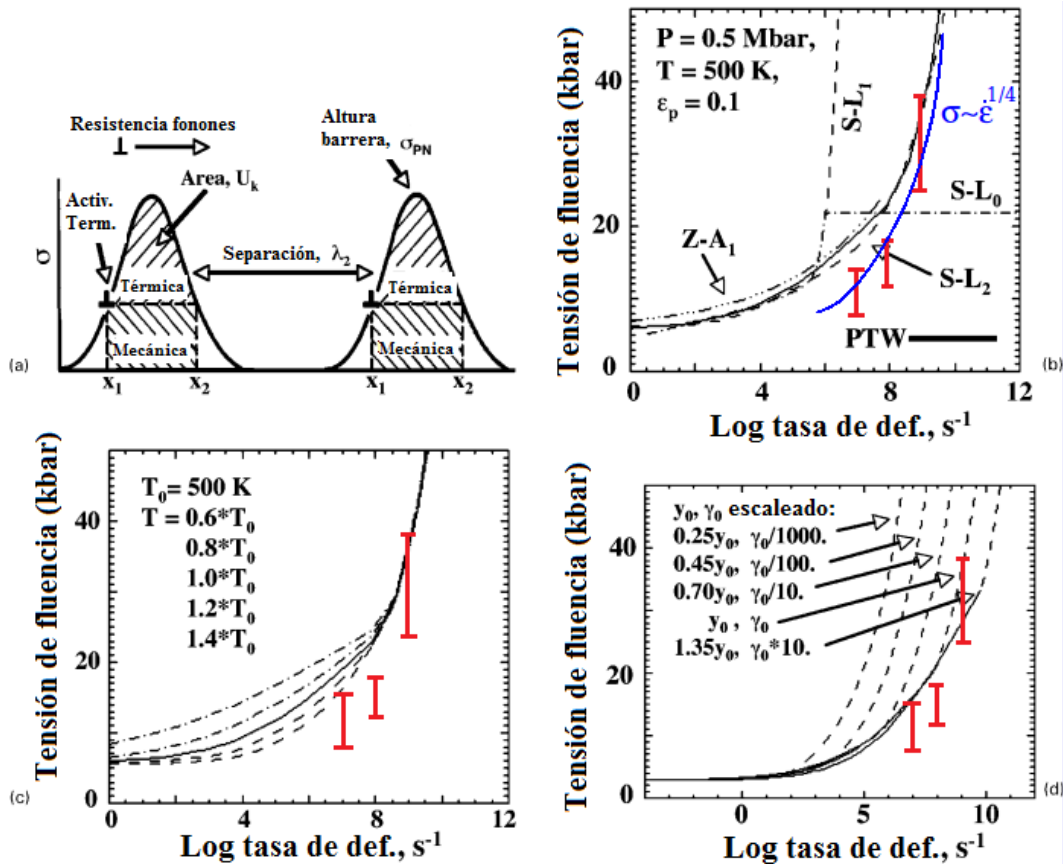 Resistencia fonones
Altura
barrera, σPN
Area, Uk
Activ.
Term.
σ
Separación, λ2
Térmica
Térmica
Mecánica
Mecánica
x1
x2
x1
x2
(a)
P = 0.5 Mbar,
T = 500 K,
εp = 0.1
S-L1
σ~ε̇1/4
S-L0
Z-A1
S-L2
PTW
40
20
0
0
4
8
12
Tensión de fluencia (kbar)
Log tasa de def., s-1
(b)
T0= 500 K
T = 0.6*T0
0.8*T0
1.0*T0
1.2*T0
1.4*T0
40
20
0
0
4
8
12
Tensión de fluencia (kbar)
Log tasa de def., s-1
(c)
y0, γ0 escaleado:
0.25y0, γ0/1000.
0.45y0, γ0/100.
0.70y0, γ0/10.
y0 , γ0
1.35y0, γ0*10.
40
20
0
0
5
10
Tensión de fluencia (kbar)
Log tasa de def., s-1
(d)